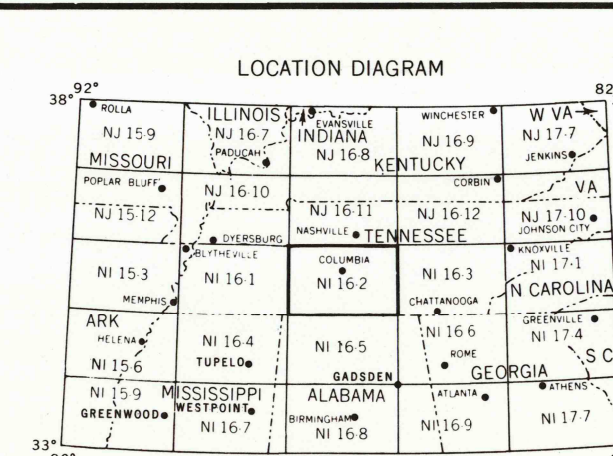 LOCATION DIAGRAM
92° 82
38°
ROLLA ILLINOIS EVANSVILLE WINCHESTER W VA
NJ 15·9 NJ 16·7 INDIANA NJ 16·9 NJ 17·7
PADUCAH NJ 16·8 JENKINS
MISSOURI KENTUCKY
POPLAR BLUFF NJ 16·10 CORBIN VA
NJ 15·12 NJ 16·11 NJ 16·12 NJ 17·10
DYERSBURG NASHVILLE TENNESSEE JOHNSON CITY
BLYTHEVILLE COLUMBIA KNOXVILLE
NI 15·3 NI 16·1 NI 16·2 NI 16·3 NI 17·1
MEMPHIS CHATTANOOGA N CAROLINA
ARK NI 16·4 NI 16·5 NI 16 6 GREENVILLE
HELENA NI 17·4
NI 15·6 TUPELO ROME S C
GADSDEN GEORGIA
NI 15·9 MISSISSIPPI ALABAMA ATLANTA ATHENS
GREENWOOD WESTPOINT BIRMINGHAM
NI 16·7 NI 16·8 NI 16·9 NI 17·7
33°